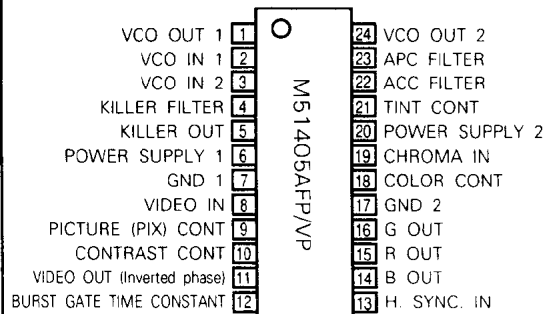 VCO OUT 1 1
VCO IN 1 2
VCO IN 2 3
KILLER FILTER 4
KILLER OUT 5
POWER SUPPLY 1 6
GND 1 7
VIDEO IN 8
PICTURE (PIX) CONT 9
CONTRAST CONT 10
VIDEO OUT (Inverted phase) 11
BURST GATE TIME CONSTANT 12
M51405AFP/VP
24 VCO OUT 2
23 APC FILTER
22 ACC FILTER
21 TINT CONT
20 POWER SUPPLY 2
19 CHROMA IN
18 COLOR CONT
17 GND 2
16 G OUT
15 R OUT
14 B OUT
13 H. SYNC. IN